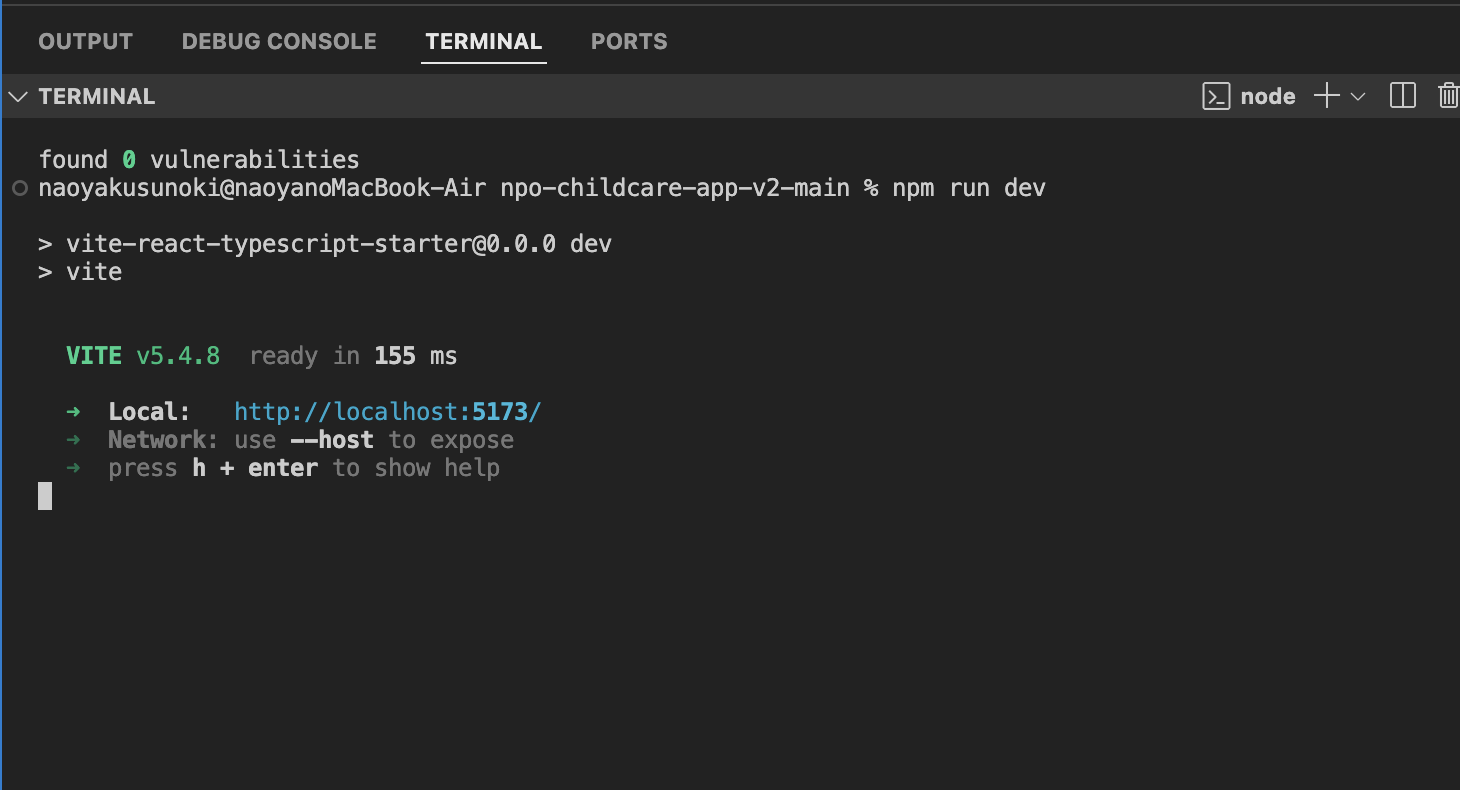 OUTPUT DEBUG CONSOLE TERMINAL PORTS
TERMINAL node
found 0 vulnerabilities
naoyakusunoki@naoyanoMacBook-Air npo-childcare-app-v2-main % npm run dev
> vite-react-typescript-starter@0.0.0 dev
> vite
VITE v5.4.8 ready in 155 ms
➜ Local: http://localhost:5173/
➜ Network: use --host to expose
➜ press h + enter to show help